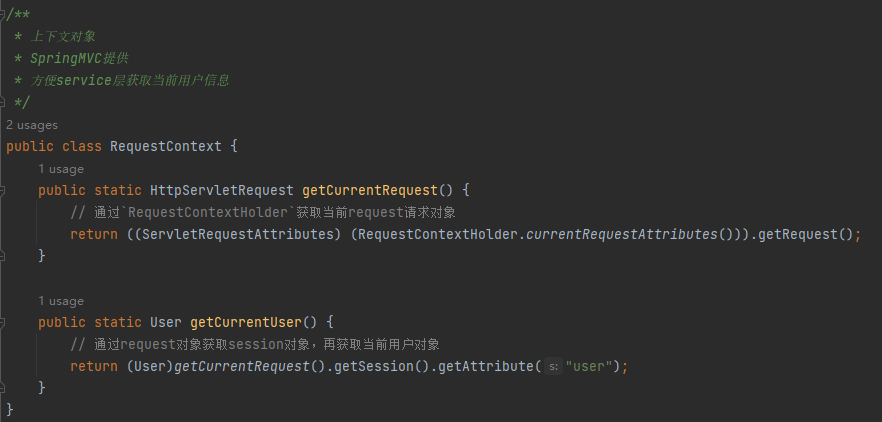 /**
 * 上下文对象
 * SpringMVC提供
 * 方便service层获取当前用户信息
 */
2 usages
public class RequestContext {
1 usage
public static HttpServletRequest getCurrentRequest() {
// 通过`RequestContextHolder`获取当前request请求对象
return ((ServletRequestAttributes) (RequestContextHolder.currentRequestAttributes())).getRequest();
}
1 usage
public static User getCurrentUser() {
// 通过request对象获取session对象，再获取当前用户对象
return (User)getCurrentRequest().getSession().getAttribute( s: "user");
}
}